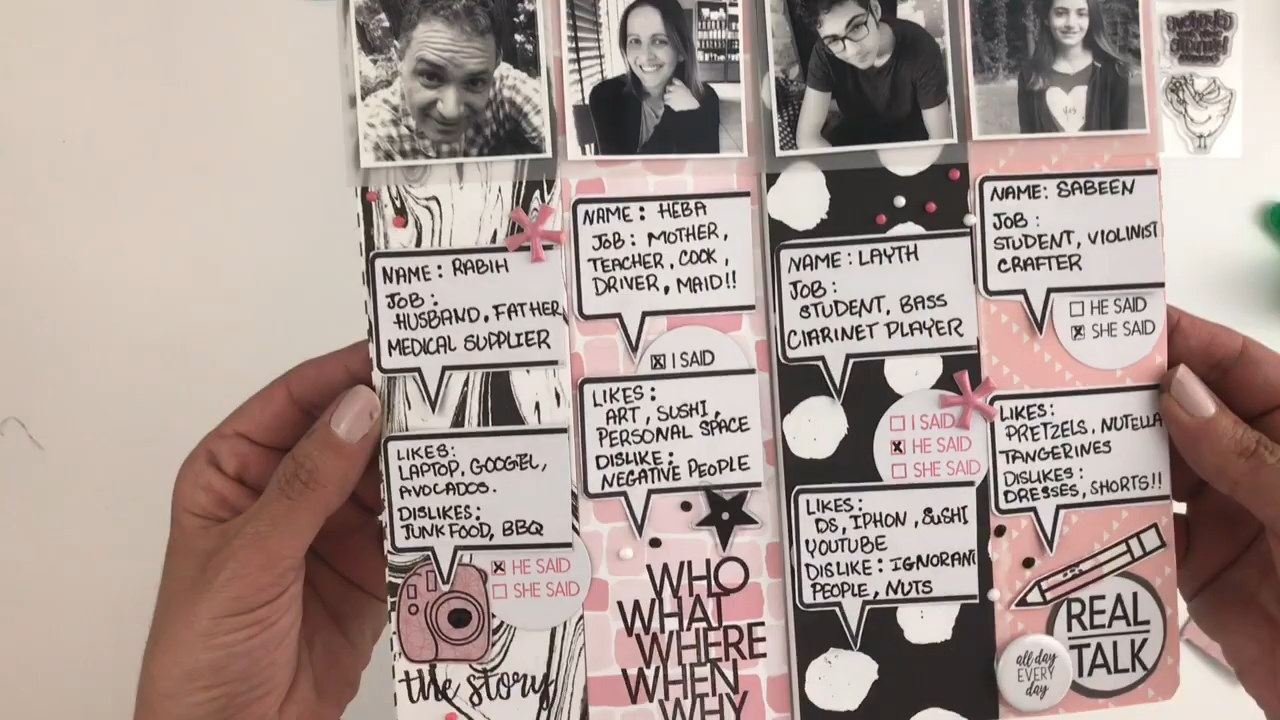 NAME: RABIH
JOB:
HUSBAND, FATHER,
MEDICAL SUPPLIER
LIKES:
LAPTOP, GOOGEL,
AVOCADOS.
DISLIKES:
JUNK FOOD, BBQ
HE SAID
SHE SAID
the story
NAME: HEBA
JOB: MOTHER,
TEACHER, COOK,
DRIVER, MAID!!
I SAID
LIKES:
ART, SUSHI,
PERSONAL SPACE
DISLIKE:
NEGATIVE PEOPLE
WHO
WHAT
WHERE
WHEN
WHY
NAME: LAYTH
JOB:
STUDENT, BASS
CLARINET PLAYER
I SAID
HE SAID
SHE SAID
LIKES:
DS, IPHON, SUSHI
YOUTUBE
DISLIKE: IGNORANT
PEOPLE, NUTS
yes
NAME: SABEEN
JOB:
STUDENT, VIOLINIST
CRAFTER
HE SAID
SHE SAID
LIKES:
PRETZELS, NUTELLA
TANGERINES
DISLIKES:
DRESSES, SHORTS!!
REAL
TALK
all day
EVERY
day